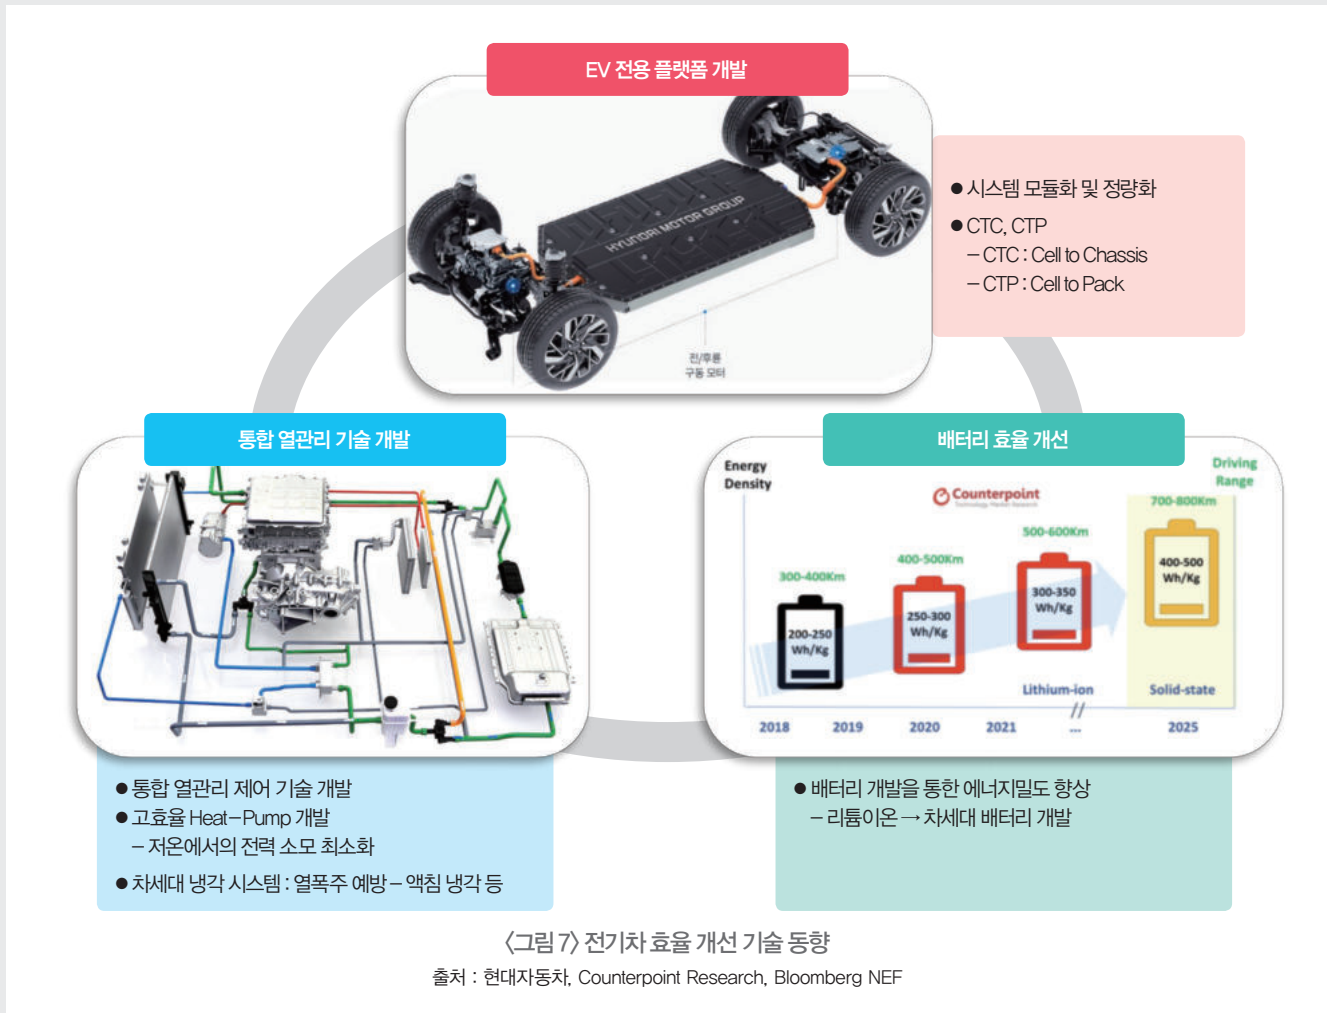 EV 전용 플랫폼 개발
HYUNDAI MOTOR GROUP
전/후륜
구동 모터
● 시스템 모듈화 및 경량화
● CTC, CTP
– CTC : Cell to Chassis
– CTP : Cell to Pack
통합 열관리 기술 개발
● 통합 열관리 제어 기술 개발
● 고효율 Heat-Pump 개발
– 저온에서의 전력 소모 최소화
● 차세대 냉각 시스템 : 열폭주 예방 – 액침 냉각 등
배터리 효율 개선
Energy
Density
Driving
Range
Counterpoint
Technology Market Research
300-400Km
400-500Km
500-600Km
700-800Km
200-250
Wh/Kg
250-300
Wh/Kg
300-350
Wh/Kg
400-500
Wh/Kg
Lithium-ion
Solid-state
//
2018 2019 2020 2021 ... 2025
● 배터리 개발을 통한 에너지밀도 향상
– 리튬이온 → 차세대 배터리 개발
〈그림 7〉 전기차 효율 개선 기술 동향
출처 : 현대자동차, Counterpoint Research, Bloomberg NEF